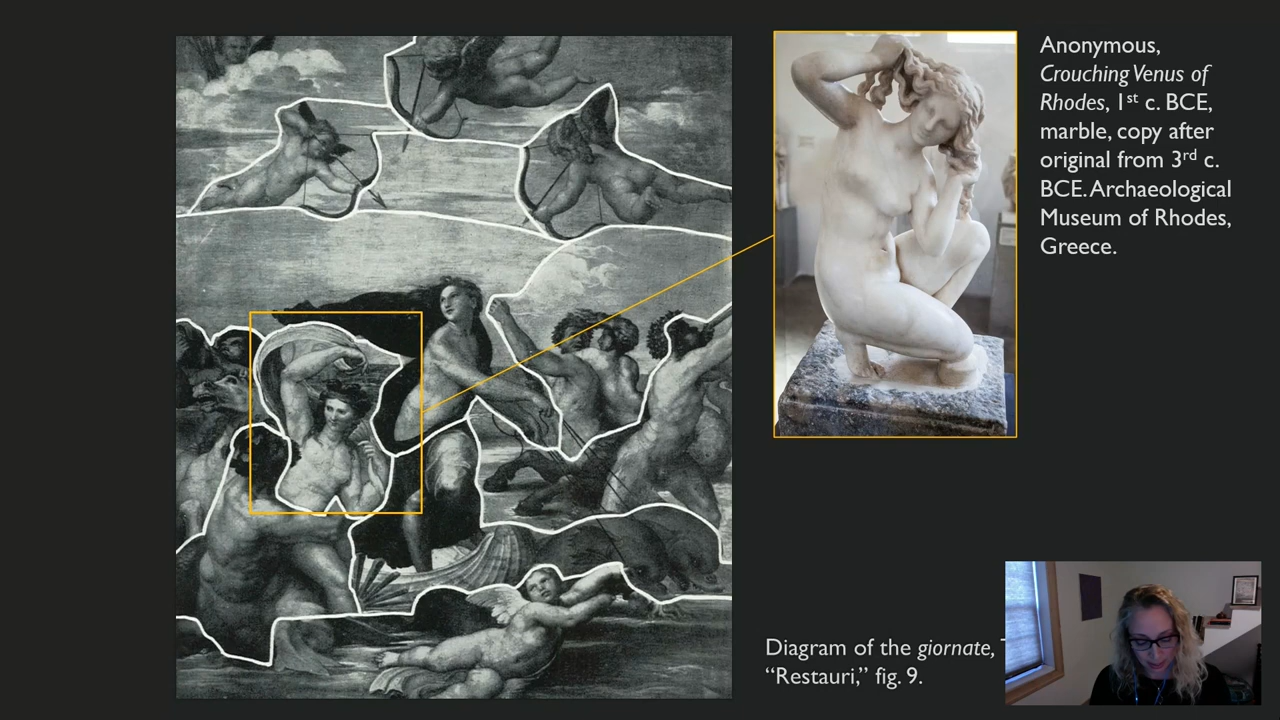 Anonymous,
Crouching Venus of
Rhodes, 1st c. BCE,
marble, copy after
original from 3rd c.
BCE. Archaeological
Museum of Rhodes,
Greece.
Diagram of the giornate,
“Restauri,” fig. 9.